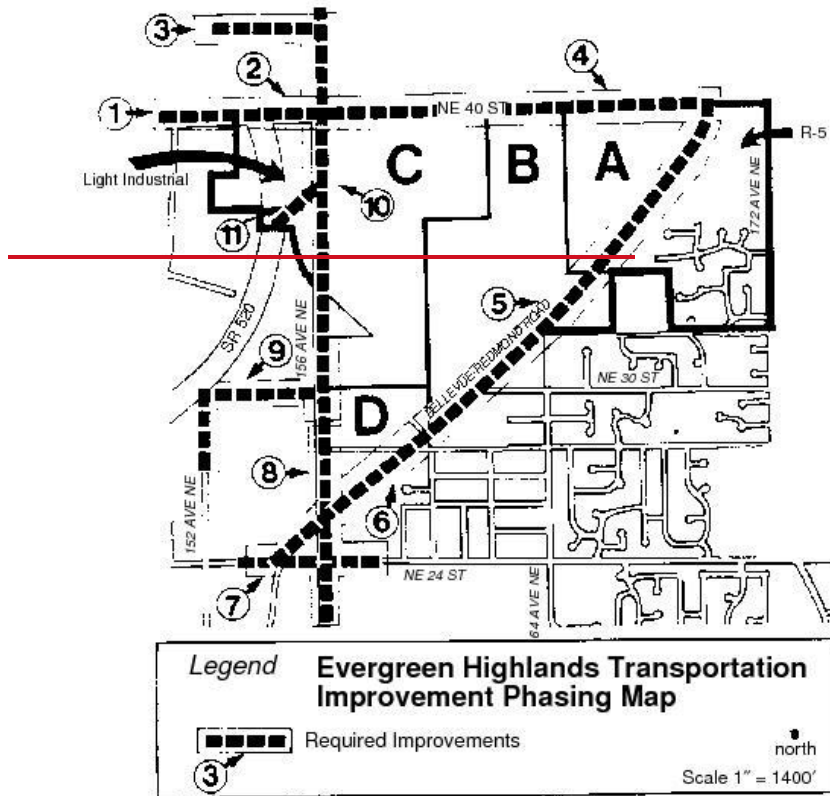 3
2
4
1
NE 40 ST
R-5
C
B
A
Light Industrial
172 AVE NE
10
11
5
SR 520
156 AVE NE
BELLEVUE-REDMOND ROAD
9
NE 30 ST
D
8
152 AVE NE
6
7
NE 24 ST
64 AVE NE
Legend
Evergreen Highlands Transportation
Improvement Phasing Map
Required Improvements
3
north
Scale 1" = 1400'